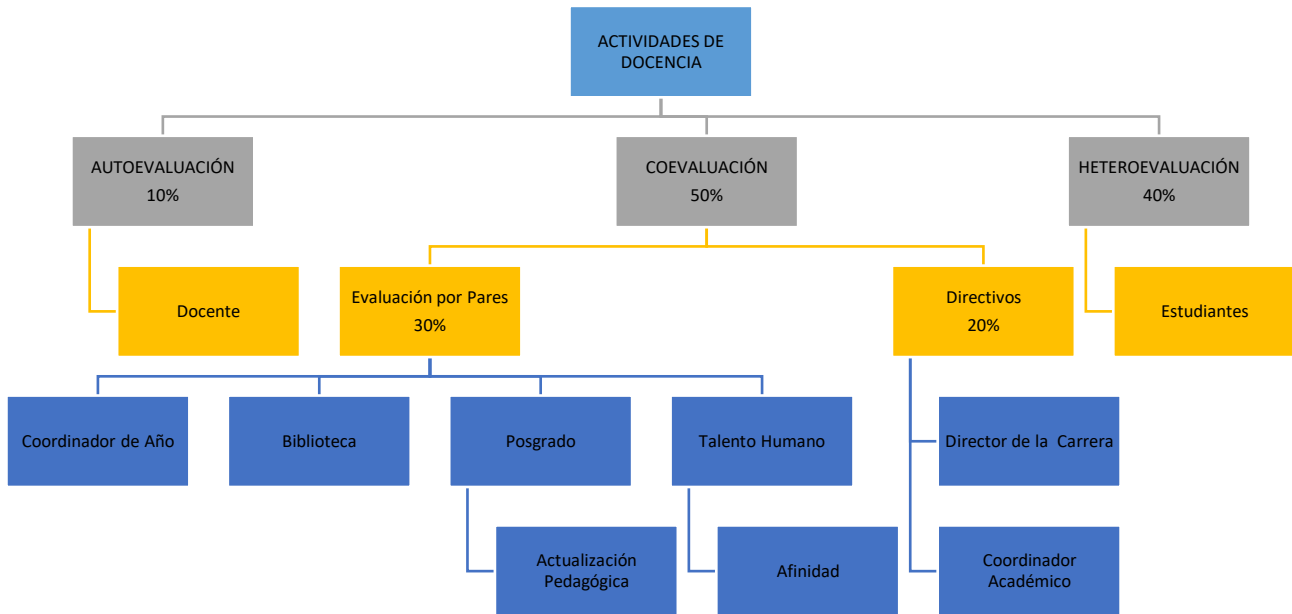 ACTIVIDADES DE
DOCENCIA
AUTOEVALUACIÓN
10%
COEVALUACIÓN
50%
HETEROEVALUACIÓN
40%
Docente
Evaluación por Pares
30%
Directivos
20%
Estudiantes
Coordinador de Año
Biblioteca
Posgrado
Talento Humano
Director de la Carrera
Actualización
Pedagógica
Afinidad
Coordinador
Académico